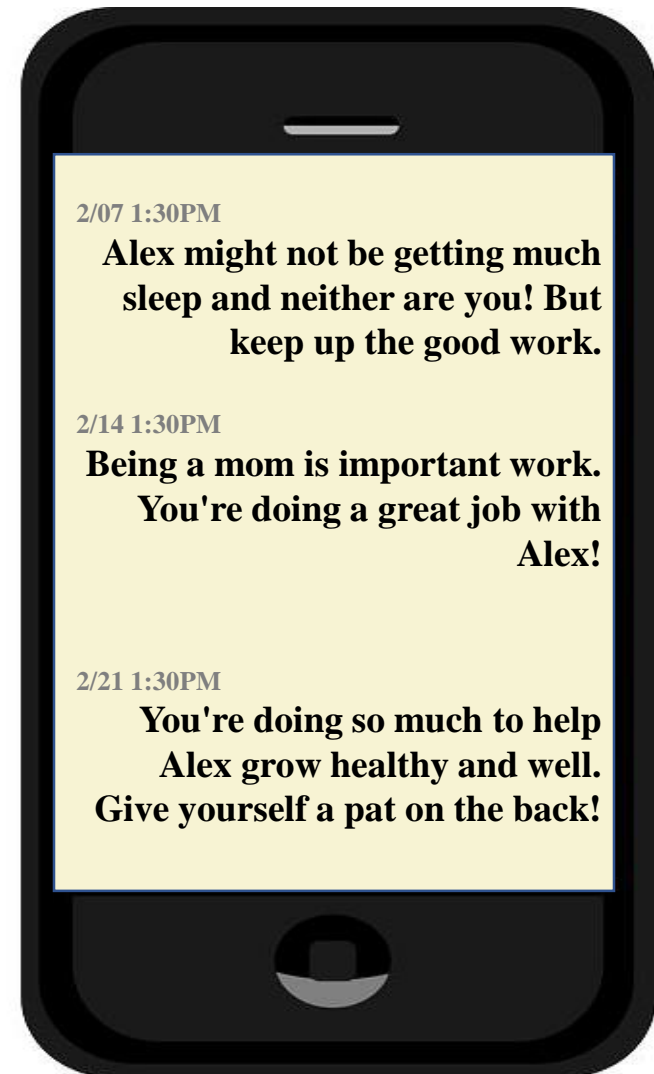 2/07 1:30PM
Alex might not be getting much
sleep and neither are you! But
keep up the good work.
2/14 1:30PM
Being a mom is important work.
You're doing a great job with
Alex!
2/21 1:30PM
You're doing so much to help
Alex grow healthy and well.
Give yourself a pat on the back!